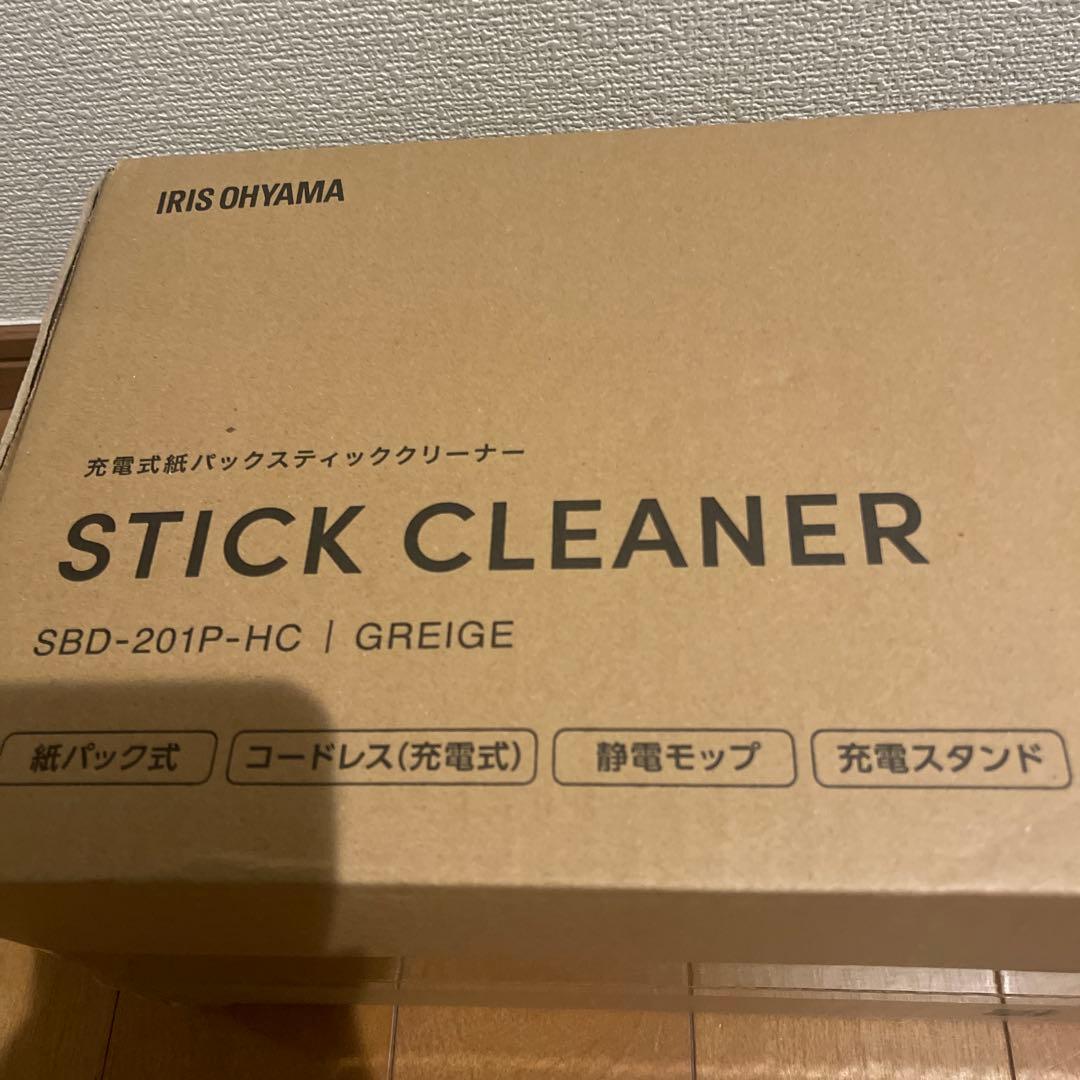 IRIS OHYAMA
充電式紙パックスティッククリーナー
STICK CLEANER
SBD-201P-HC | GREIGE
紙パック式 コードレス(充電式) 静電モップ 充電スタンド